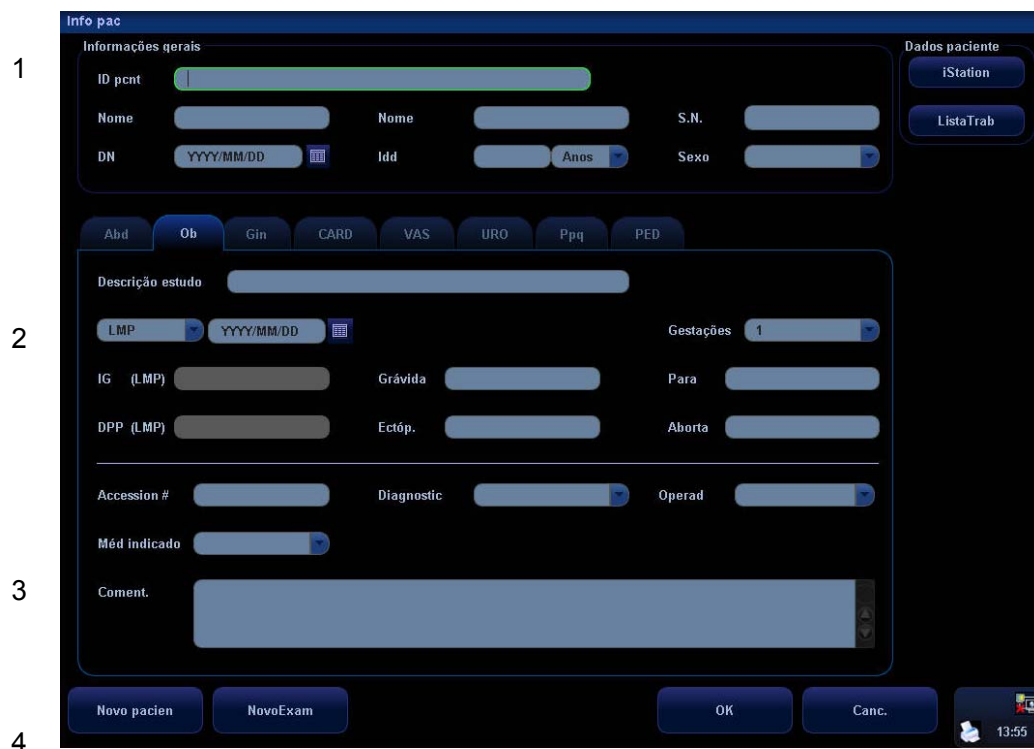 Info pac
Informações gerais
Dados paciente
1
ID pcnt
iStation
Nome Nome S.N.
ListaTrab
DN YYYY/MM/DD Idd Anos Sexo
Abd Ob Gin CARD VAS URO Ppq PED
Descrição estudo
2
LMP YYYY/MM/DD Gestações 1
IG (LMP) Grávida Para
DPP (LMP) Ectóp. Aborta
Accession # Diagnostic Operad
Méd indicado
3
Coment.
Novo pacien NovoExam OK Canc.
13:55
4